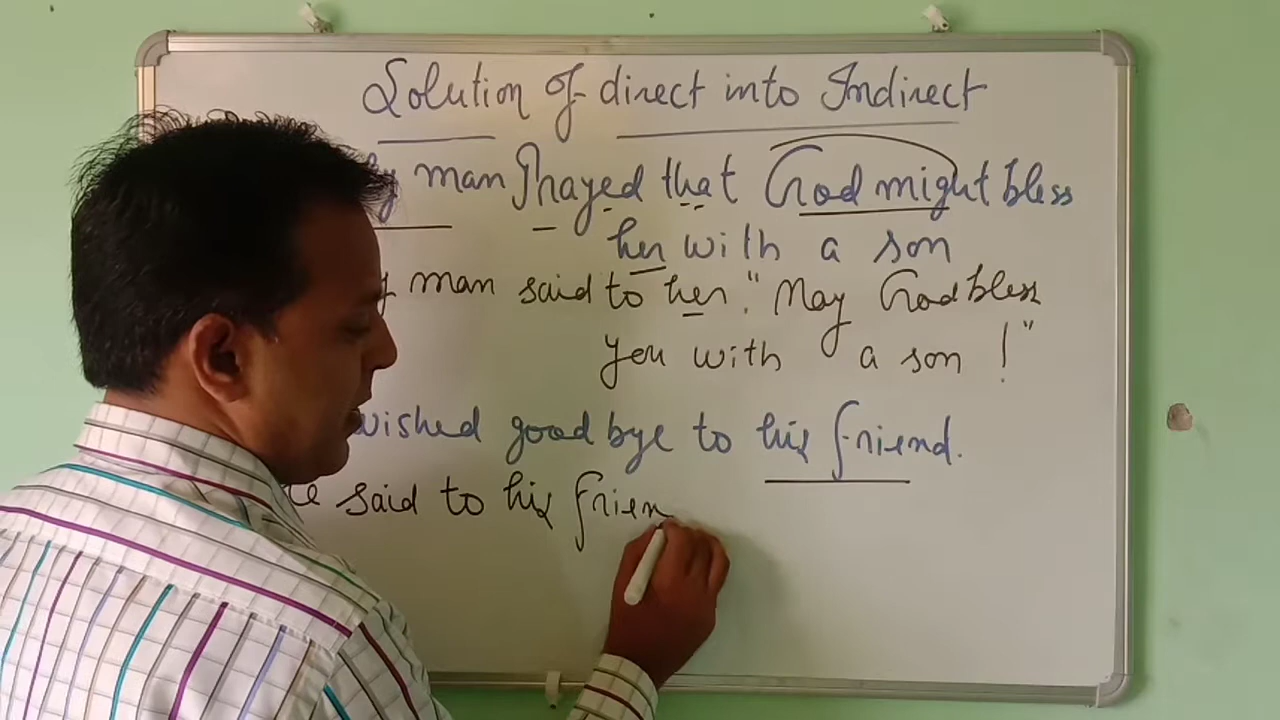 Solution of direct into Indirect
man Prayed that God might bless
her with a son
man said to her "May God bless
you with a son !"
wished good bye to his friend.
said to his frien